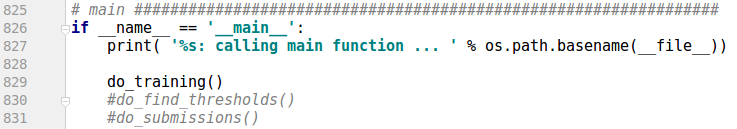 825 # main #################################################################
826 if __name__ == '__main__':
827     print( '%s: calling main function ... ' % os.path.basename(__file__))
828
829     do_training()
830     #do_find_thresholds()
831     #do_submissions()